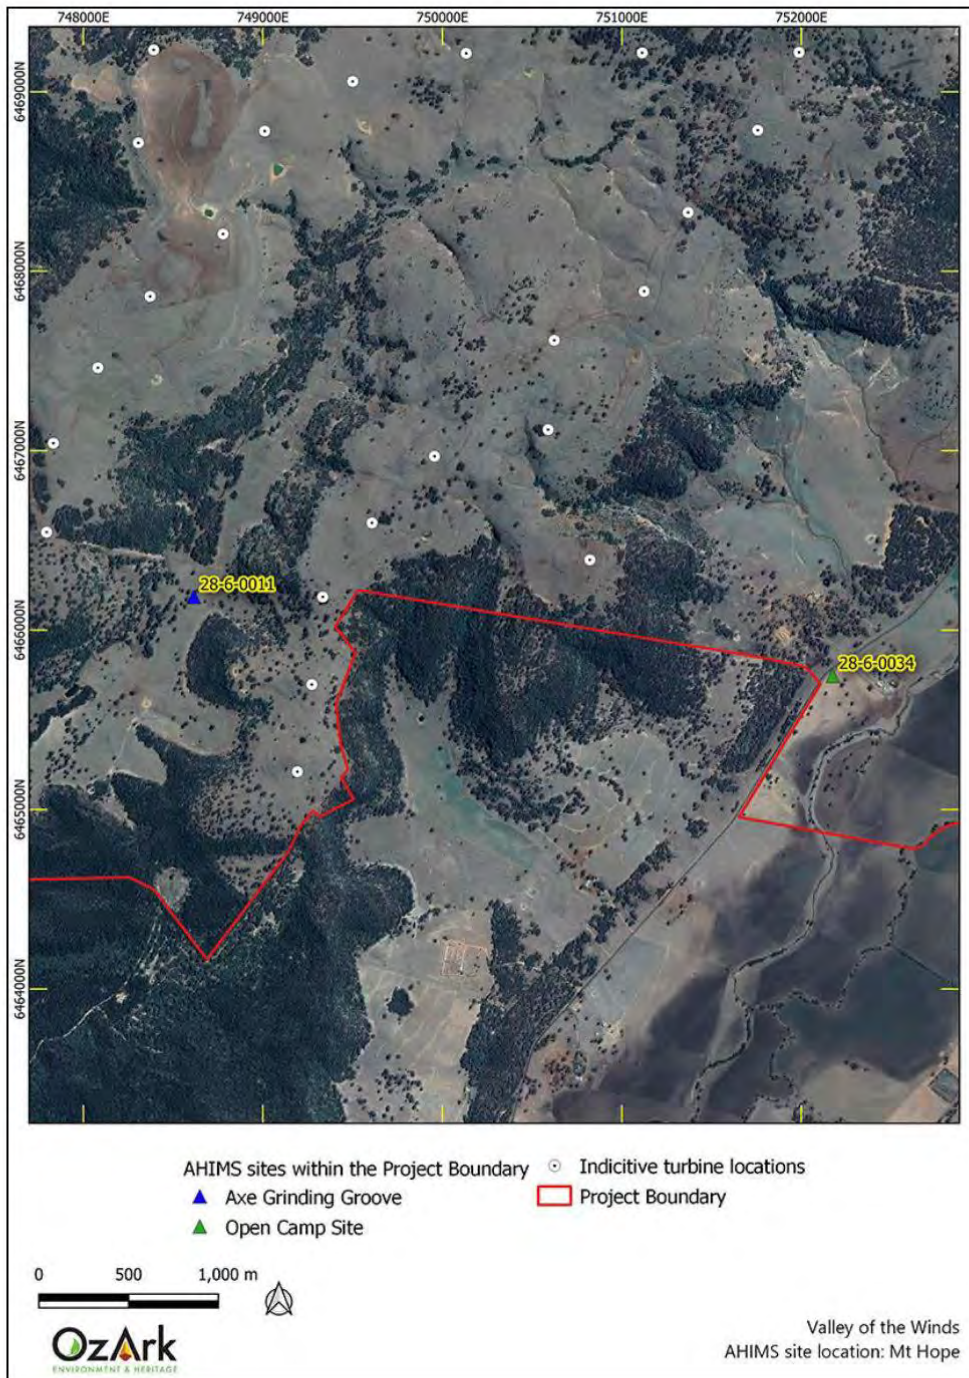 748000E 749000E 750000E 751000E 752000E
6469000N
6468000N
6467000N
6466000N
6465000N
6464000N
28-6-0011
28-6-0034
AHIMS sites within the Project Boundary
Axe Grinding Groove
Open Camp Site
Indicitive turbine locations
Project Boundary
0 500 1,000 m
OzArk
ENVIRONMENT & HERITAGE
Valley of the Winds
AHIMS site location: Mt Hope